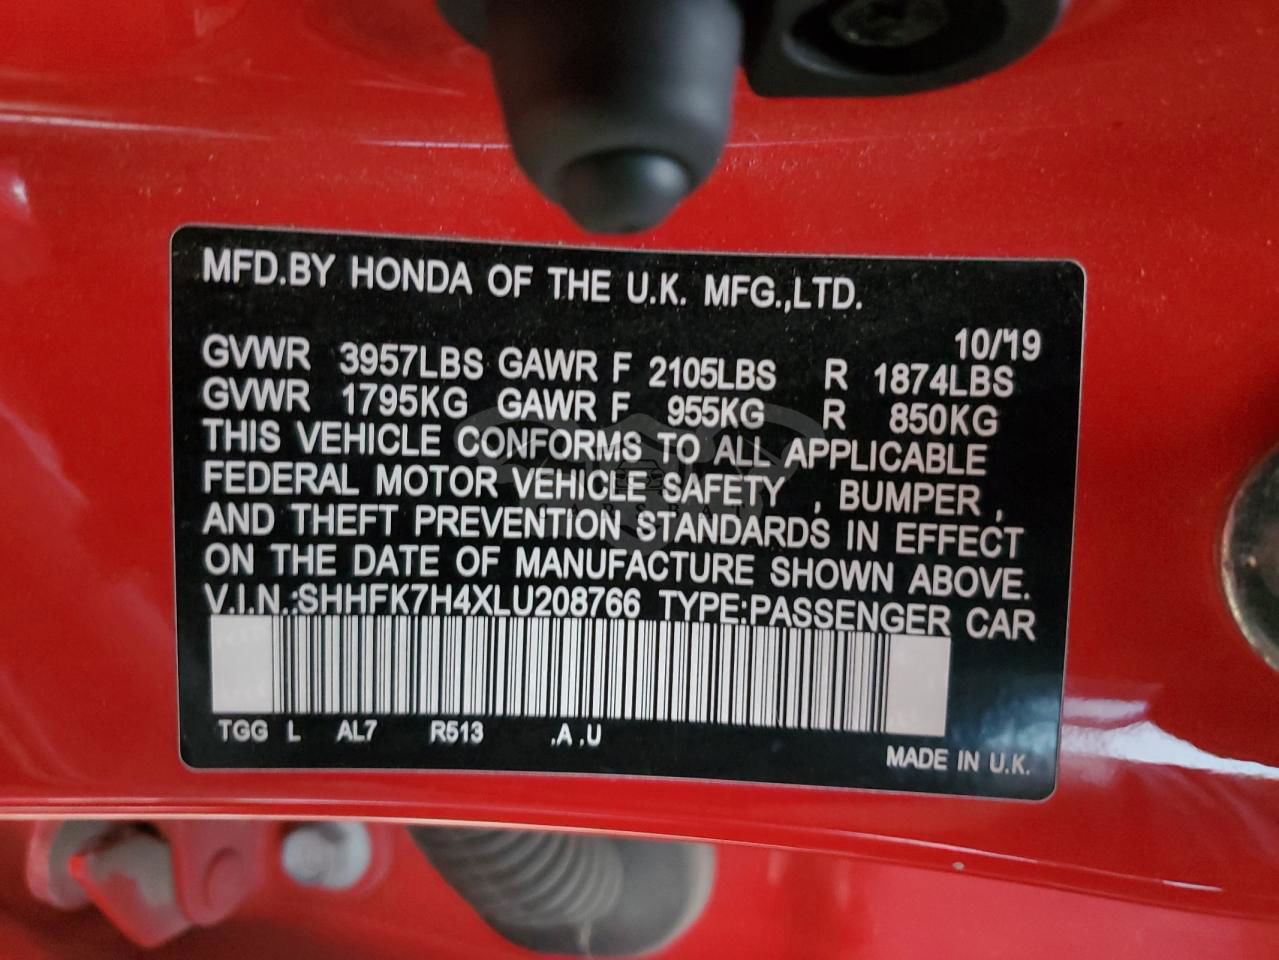 MFD.BY HONDA OF THE U.K. MFG.,LTD.
10/'19
GVWR 3957LBS GAWR F 2105LBS R 1874LBS
GVWR 1795KG GAWR F 955KG R 850KG
THIS VEHICLE CONFORMS TO ALL APPLICABLE
FEDERAL MOTOR VEHICLE SAFETY , BUMPER ,
AND THEFT PREVENTION STANDARDS IN EFFECT
ON THE DATE OF MANUFACTURE SHOWN ABOVE.
V.I.N.:SHHFK7H4XLU208766 TYPE:PASSENGER CAR
TGG L AL7 R513 .A .U
MADE IN U.K.